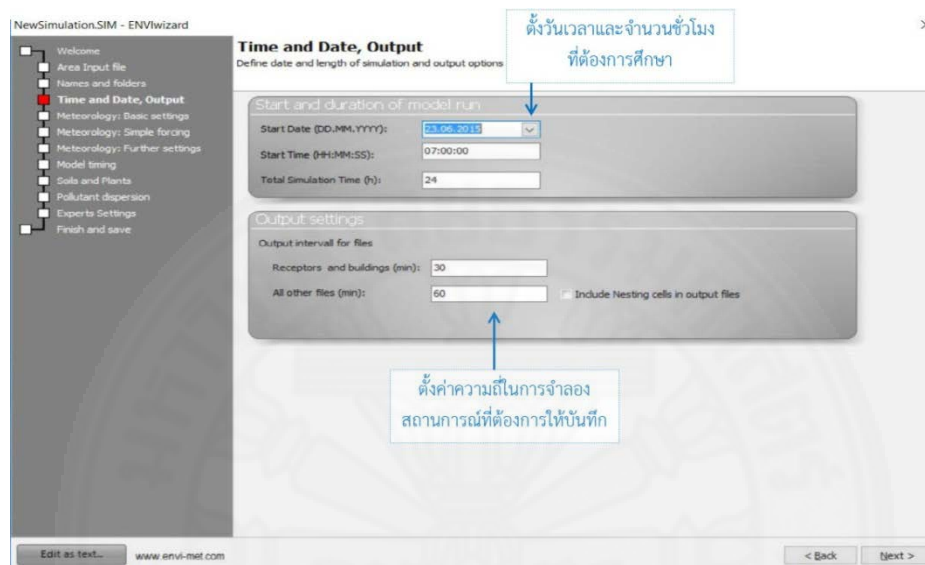 NewSimulation.SIM - ENVIwizard
ตั้งวันเวลาและจำนวนชั่วโมง
ที่ต้องการศึกษา
Welcome
Area Input file
Names and folders
Time and Date, Output
Meteorology: Basic settings
Meteorology: Simple forcing
Meteorology: Further settings
Model timing
Soils and Plants
Pollutant dispersion
Experts Settings
Finish and save
Time and Date, Output
Define date and length of simulation and output options
Start and duration of model run
Start Date (DD.MM.YYYY): 23.06.2015
Start Time (HH:MM:SS): 07:00:00
Total Simulation Time (h): 24
Output settings
Output intervall for files
Receptors and buildings (min): 30
All other files (min): 60 Include Nesting cells in output files
ตั้งค่าความถี่ในการจำลอง
สถานการณ์ที่ต้องการให้บันทึก
Edit as text... www.envi-met.com < Back Next >